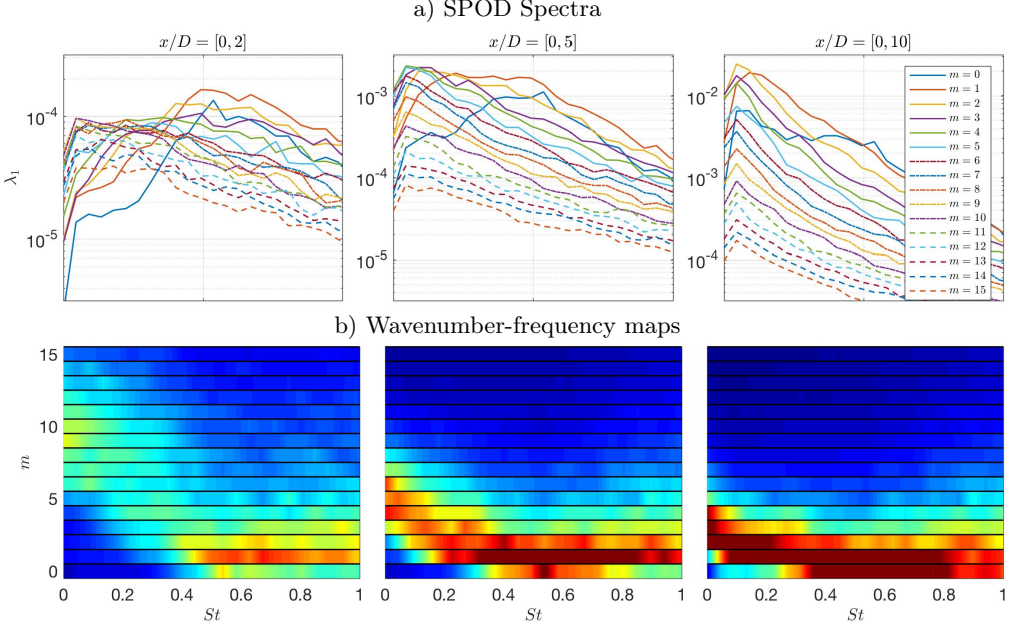 a) SPOD Spectra
x/D = [0, 2]
x/D = [0, 5]
x/D = [0, 10]
λ₁
10⁻⁴
10⁻⁵
10⁻³
10⁻⁴
10⁻⁵
10⁻²
10⁻³
10⁻⁴
m = 0
m = 1
m = 2
m = 3
m = 4
m = 5
m = 6
m = 7
m = 8
m = 9
m = 10
m = 11
m = 12
m = 13
m = 14
m = 15
b) Wavenumber-frequency maps
m
15
10
5
0
0 0.2 0.4 0.6 0.8 1
0 0.2 0.4 0.6 0.8 1
0 0.2 0.4 0.6 0.8 1
St
St
St